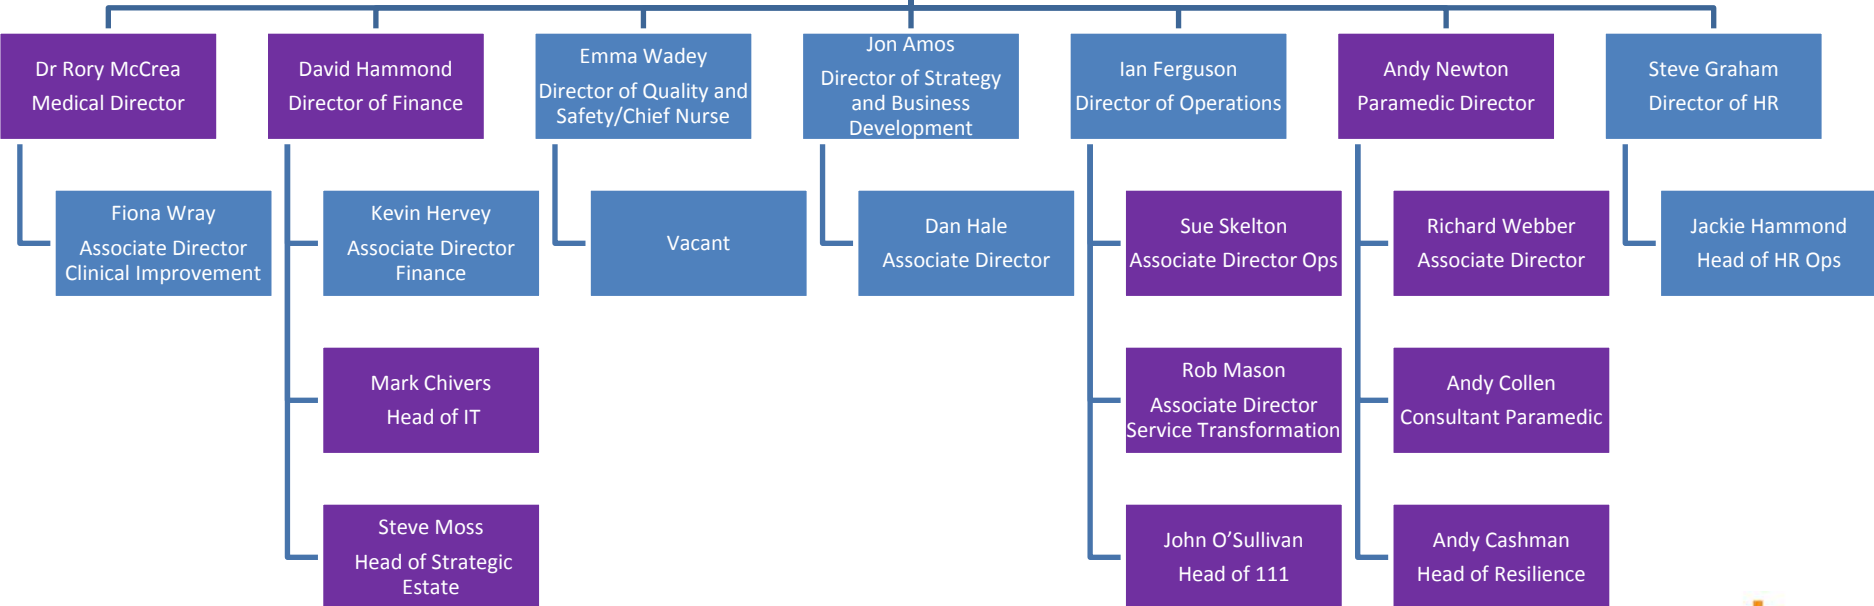 Dr Rory McCrea
Medical Director
David Hammond
Director of Finance
Emma Wadey
Director of Quality and
Safety/Chief Nurse
Jon Amos
Director of Strategy
and Business
Development
Ian Ferguson
Director of Operations
Andy Newton
Paramedic Director
Steve Graham
Director of HR
Fiona Wray
Associate Director
Clinical Improvement
Kevin Hervey
Associate Director
Finance
Vacant
Dan Hale
Associate Director
Sue Skelton
Associate Director Ops
Richard Webber
Associate Director
Jackie Hammond
Head of HR Ops
Mark Chivers
Head of IT
Rob Mason
Associate Director
Service Transformation
Andy Collen
Consultant Paramedic
Steve Moss
Head of Strategic
Estate
John O’Sullivan
Head of 111
Andy Cashman
Head of Resilience